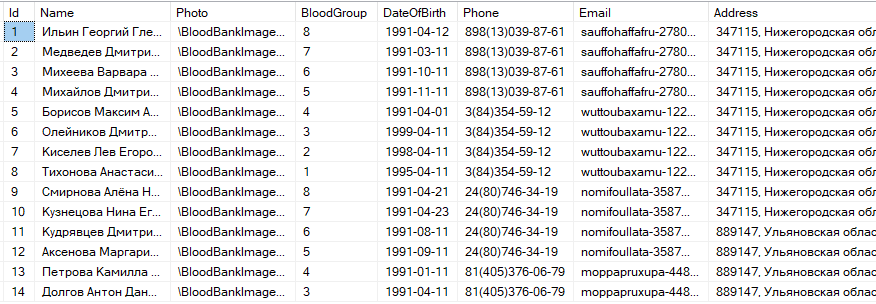 Id Name Photo BloodGroup DateOfBirth Phone Email Address
1 Ильин Георгий Гле... \BloodBankImage... 8 1991-04-12 898(13)039-87-61 sauffohaffafru-2780... 347115, Нижегородская обл
2 Медведев Дмитри... \BloodBankImage... 7 1991-03-11 898(13)039-87-61 sauffohaffafru-2780... 347115, Нижегородская обл
3 Михеева Варвара ... \BloodBankImage... 6 1991-10-11 898(13)039-87-61 sauffohaffafru-2780... 347115, Нижегородская обл
4 Михайлов Дмитри... \BloodBankImage... 5 1991-11-11 898(13)039-87-61 sauffohaffafru-2780... 347115, Нижегородская обл
5 Борисов Максим А... \BloodBankImage... 4 1991-04-01 3(84)354-59-12 wuttoubaxamu-122... 347115, Нижегородская обл
6 Олейников Дмитр... \BloodBankImage... 3 1999-04-11 3(84)354-59-12 wuttoubaxamu-122... 347115, Нижегородская обл
7 Киселев Лев Егоро... \BloodBankImage... 2 1998-04-11 3(84)354-59-12 wuttoubaxamu-122... 347115, Нижегородская обл
8 Тихонова Анастаси... \BloodBankImage... 1 1995-04-11 3(84)354-59-12 wuttoubaxamu-122... 347115, Нижегородская обл
9 Смирнова Алёна Н... \BloodBankImage... 8 1991-04-21 24(80)746-34-19 nomifoullata-3587... 347115, Нижегородская обл
10 Кузнецова Нина Ег... \BloodBankImage... 7 1991-04-23 24(80)746-34-19 nomifoullata-3587... 347115, Нижегородская обл
11 Кудрявцев Дмитри... \BloodBankImage... 6 1991-08-11 24(80)746-34-19 nomifoullata-3587... 889147, Ульяновская облас
12 Аксенова Маргари... \BloodBankImage... 5 1991-09-11 24(80)746-34-19 nomifoullata-3587... 889147, Ульяновская облас
13 Петрова Камилла ... \BloodBankImage... 4 1991-01-11 81(405)376-06-79 moppapruxupa-448... 889147, Ульяновская облас
14 Долгов Антон Дан... \BloodBankImage... 3 1991-04-11 81(405)376-06-79 moppapruxupa-448... 889147, Ульяновская облас